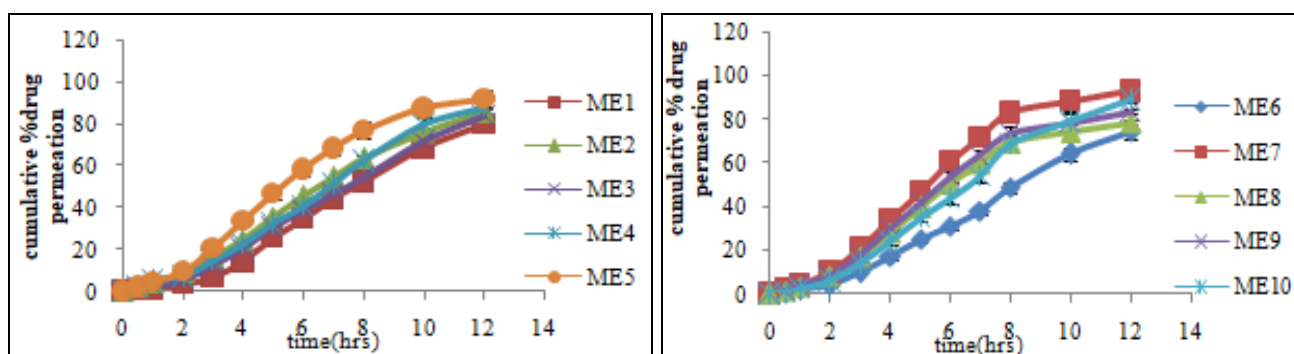 cumulative %drug
permeation
120
100
80
60
40
20
0
0 2 4 6 8 10 12 14
time(hrs)
ME1
ME2
ME3
ME4
ME5
cumulative % drug
permeation
120
100
80
60
40
20
0
0 2 4 6 8 10 12 14
time(hrs)
ME6
ME7
ME8
ME9
ME10